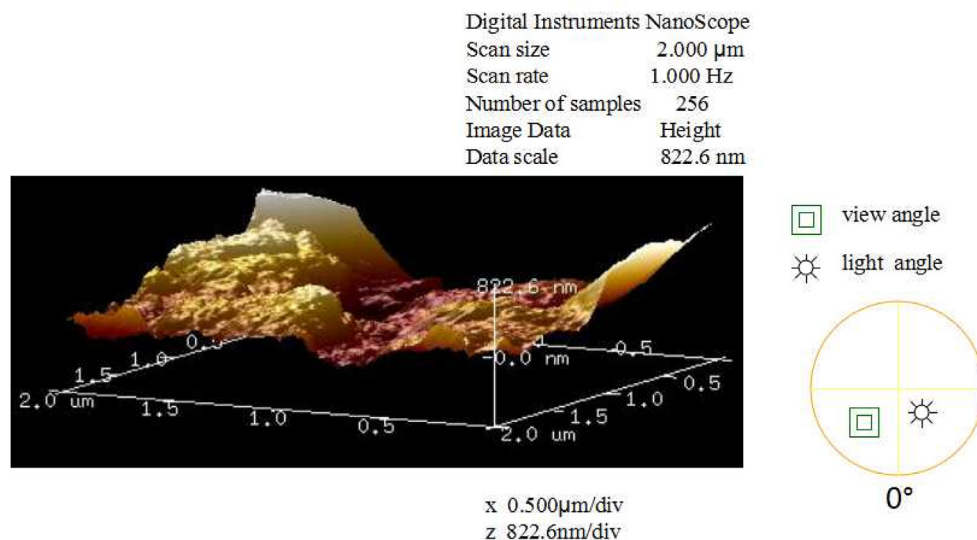 Digital Instruments NanoScope
Scan size 2.000 μm
Scan rate 1.000 Hz
Number of samples 256
Image Data Height
Data scale 822.6 nm
view angle
light angle
822.6 nm
0.0 nm
0.5
0.5
1.0
1.5
2.0 um
1.5
1.0
0.5
0.5
1.0
1.5
2.0 um
0°
x 0.500μm/div
z 822.6nm/div